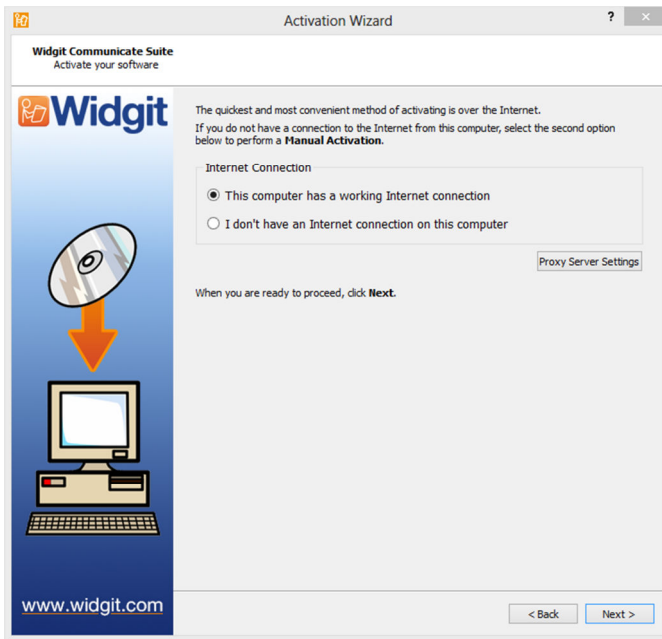 Activation Wizard
?
×
Widgit Communicate Suite
Activate your software
Widgit
The quickest and most convenient method of activating is over the Internet.
If you do not have a connection to the Internet from this computer, select the second option
below to perform a Manual Activation.
Internet Connection
This computer has a working Internet connection
I don't have an Internet connection on this computer
Proxy Server Settings
When you are ready to proceed, click Next.
www.widgit.com
< Back
Next >